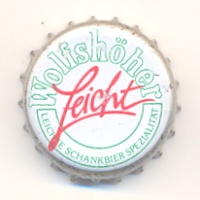 Wolfshöher
Leicht
LEICHTE SCHANKBIER SPEZIALITÄT